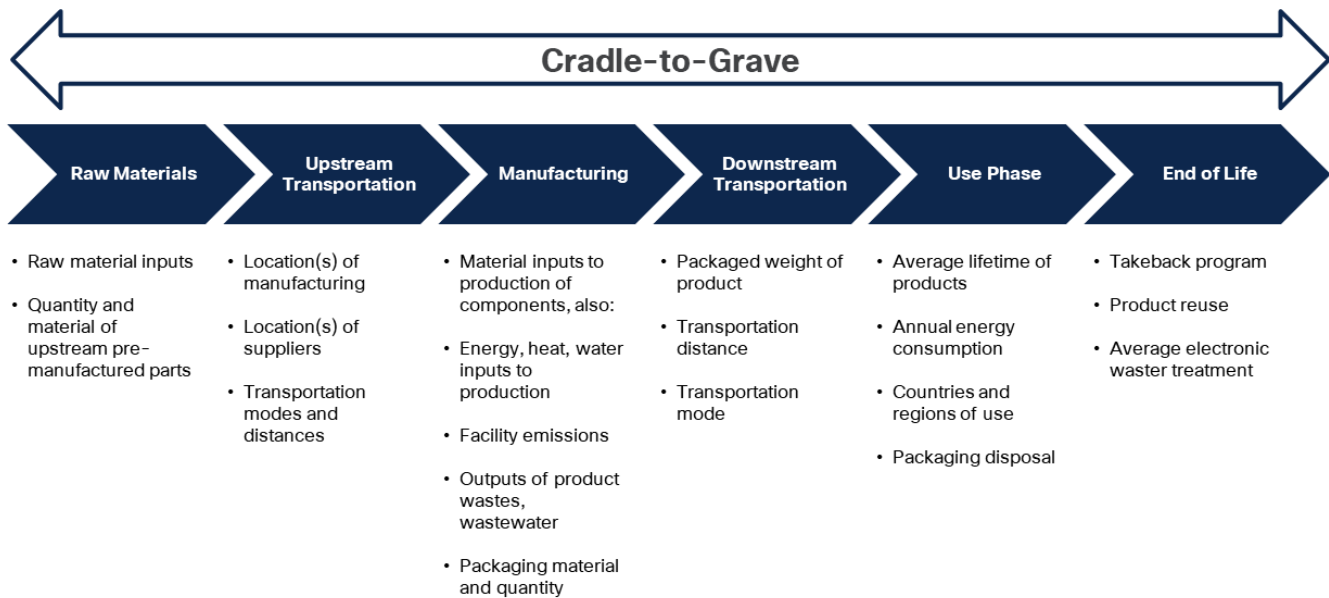 Cradle-to-Grave
Raw Materials
Upstream
Transportation
Manufacturing
Downstream
Transportation
Use Phase
End of Life
• Raw material inputs
• Quantity and
material of
upstream pre-
manufactured parts
• Location(s) of
manufacturing
• Location(s) of
suppliers
• Transportation
modes and
distances
• Material inputs to
production of
components, also:
• Energy, heat, water
inputs to
production
• Facility emissions
• Outputs of product
wastes,
wastewater
• Packaging material
and quantity
• Packaged weight of
product
• Transportation
distance
• Transportation
mode
• Average lifetime of
products
• Annual energy
consumption
• Countries and
regions of use
• Packaging disposal
• Takeback program
• Product reuse
• Average electronic
waster treatment